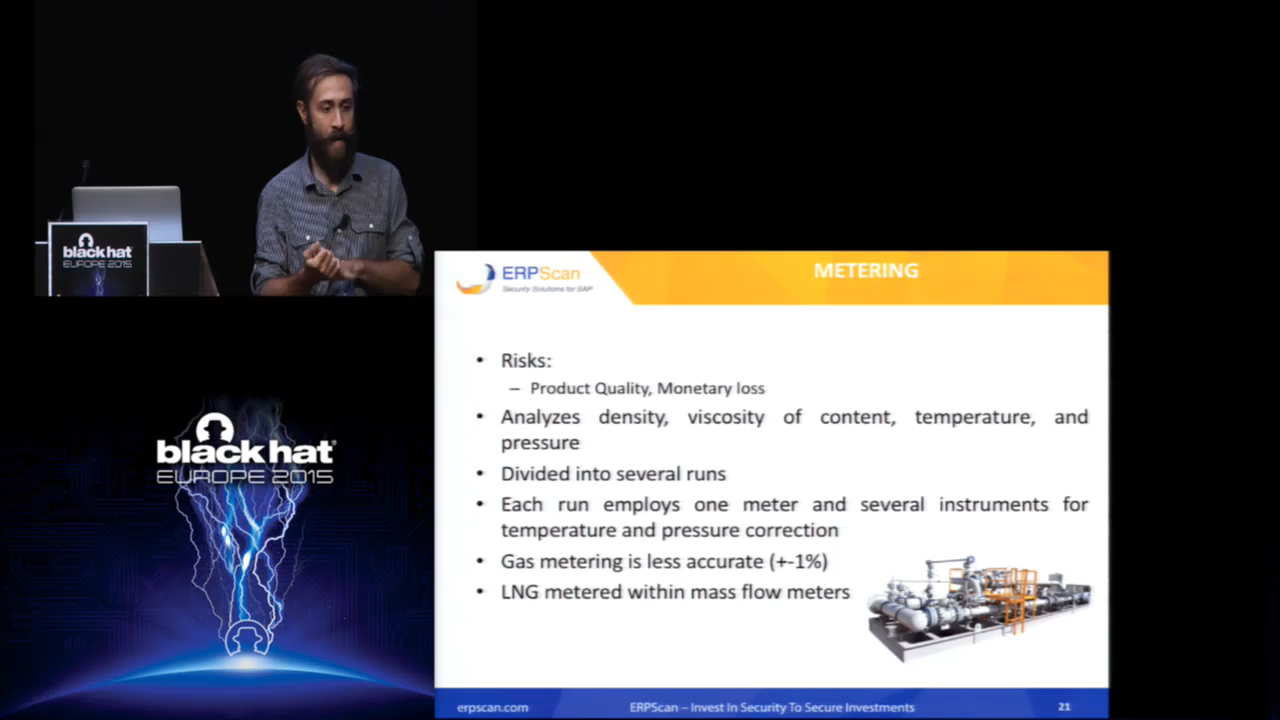 black hat
EUROPE 2015
black hat
EUROPE 2015
ERPScan
Security Solutions for SAP
METERING
• Risks:
– Product Quality, Monetary loss
• Analyzes density, viscosity of content, temperature, and
pressure
• Divided into several runs
• Each run employs one meter and several instruments for
temperature and pressure correction
• Gas metering is less accurate (+-1%)
• LNG metered within mass flow meters
erpscan.com
ERPScan – Invest In Security To Secure Investments
21